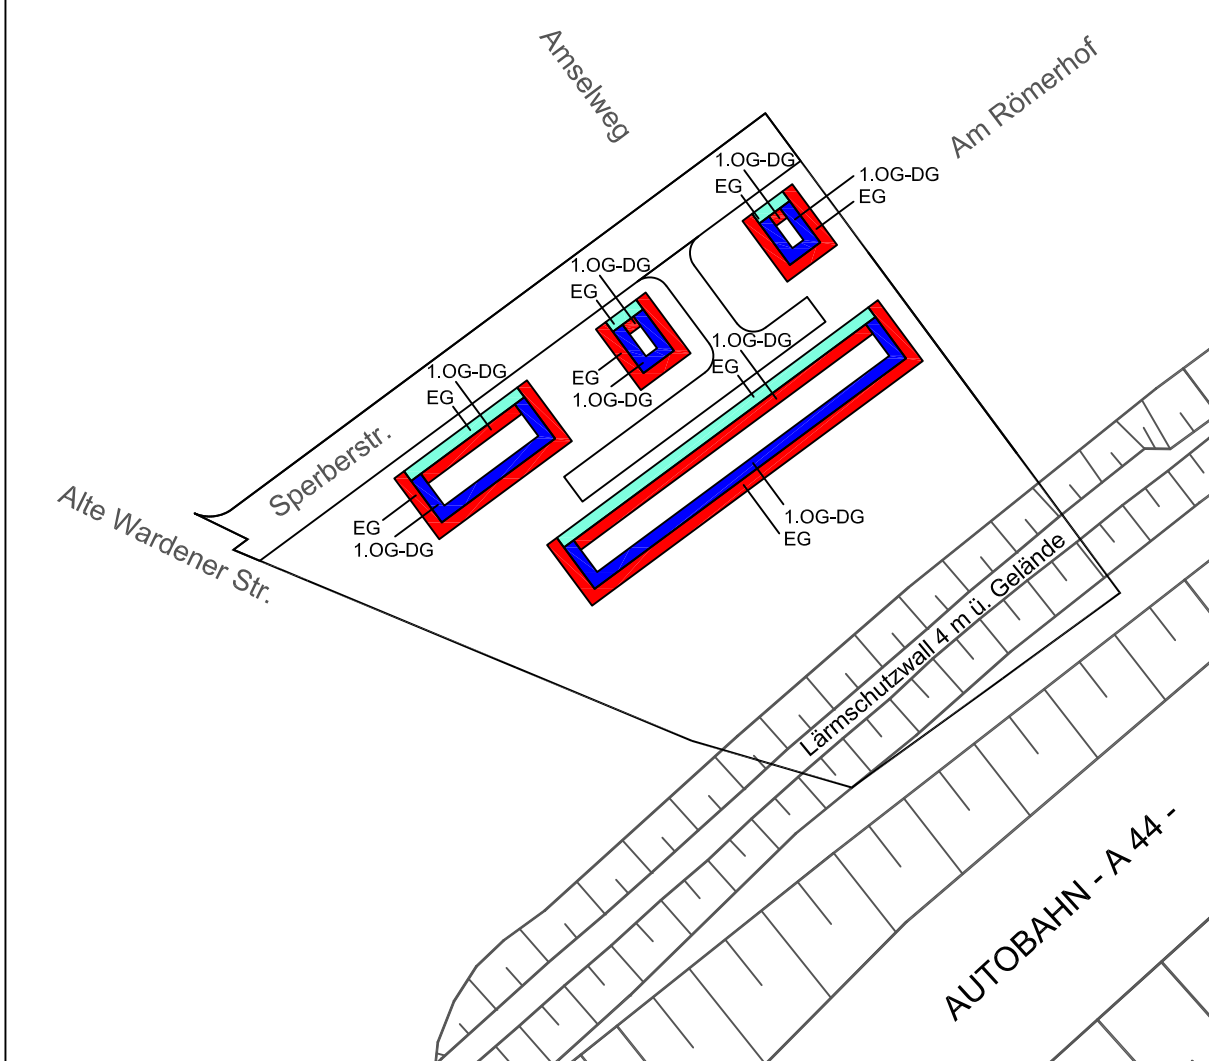 Amselweg
Am Römerhof
1.OG-DG
EG
1.OG-DG
EG
1.OG-DG
EG
EG
1.OG-DG
1.OG-DG
EG
1.OG-DG
EG
Sperberstr.
Alte Wardener Str.
EG
1.OG-DG
1.OG-DG
EG
Lärmschutzwall 4 m ü. Gelände
AUTOBAHN - A 44 -